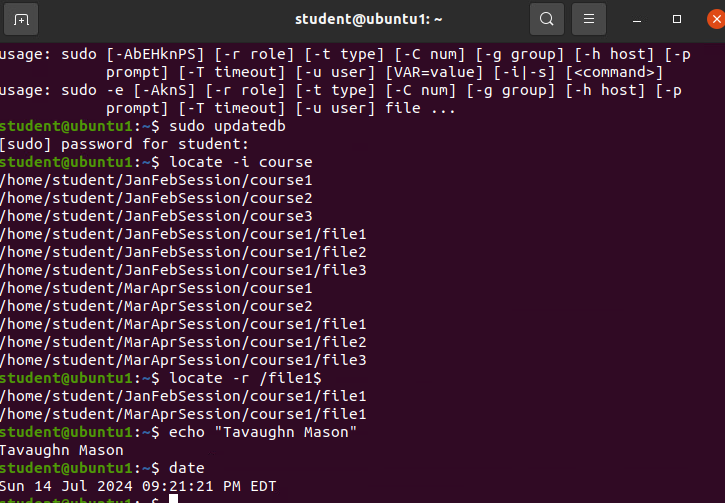 student@ubuntu1: ~
usage: sudo [-AbEHknPS] [-r role] [-t type] [-C num] [-g group] [-h host] [-p
prompt] [-T timeout] [-u user] [VAR=value] [-i|-s] [<command>]
usage: sudo -e [-AknS] [-r role] [-t type] [-C num] [-g group] [-h host] [-p
prompt] [-T timeout] [-u user] file ...
student@ubuntu1:~$ sudo updatedb
[sudo] password for student:
student@ubuntu1:~$ locate -i course
/home/student/JanFebSession/course1
/home/student/JanFebSession/course2
/home/student/JanFebSession/course3
/home/student/JanFebSession/course1/file1
/home/student/JanFebSession/course1/file2
/home/student/JanFebSession/course1/file3
/home/student/MarAprSession/course1
/home/student/MarAprSession/course2
/home/student/MarAprSession/course1/file1
/home/student/MarAprSession/course1/file2
/home/student/MarAprSession/course1/file3
student@ubuntu1:~$ locate -r /file1$
/home/student/JanFebSession/course1/file1
/home/student/MarAprSession/course1/file1
student@ubuntu1:~$ echo "Tavaughn Mason"
Tavaughn Mason
student@ubuntu1:~$ date
Sun 14 Jul 2024 09:21:21 PM EDT
student@ubuntu1:~$